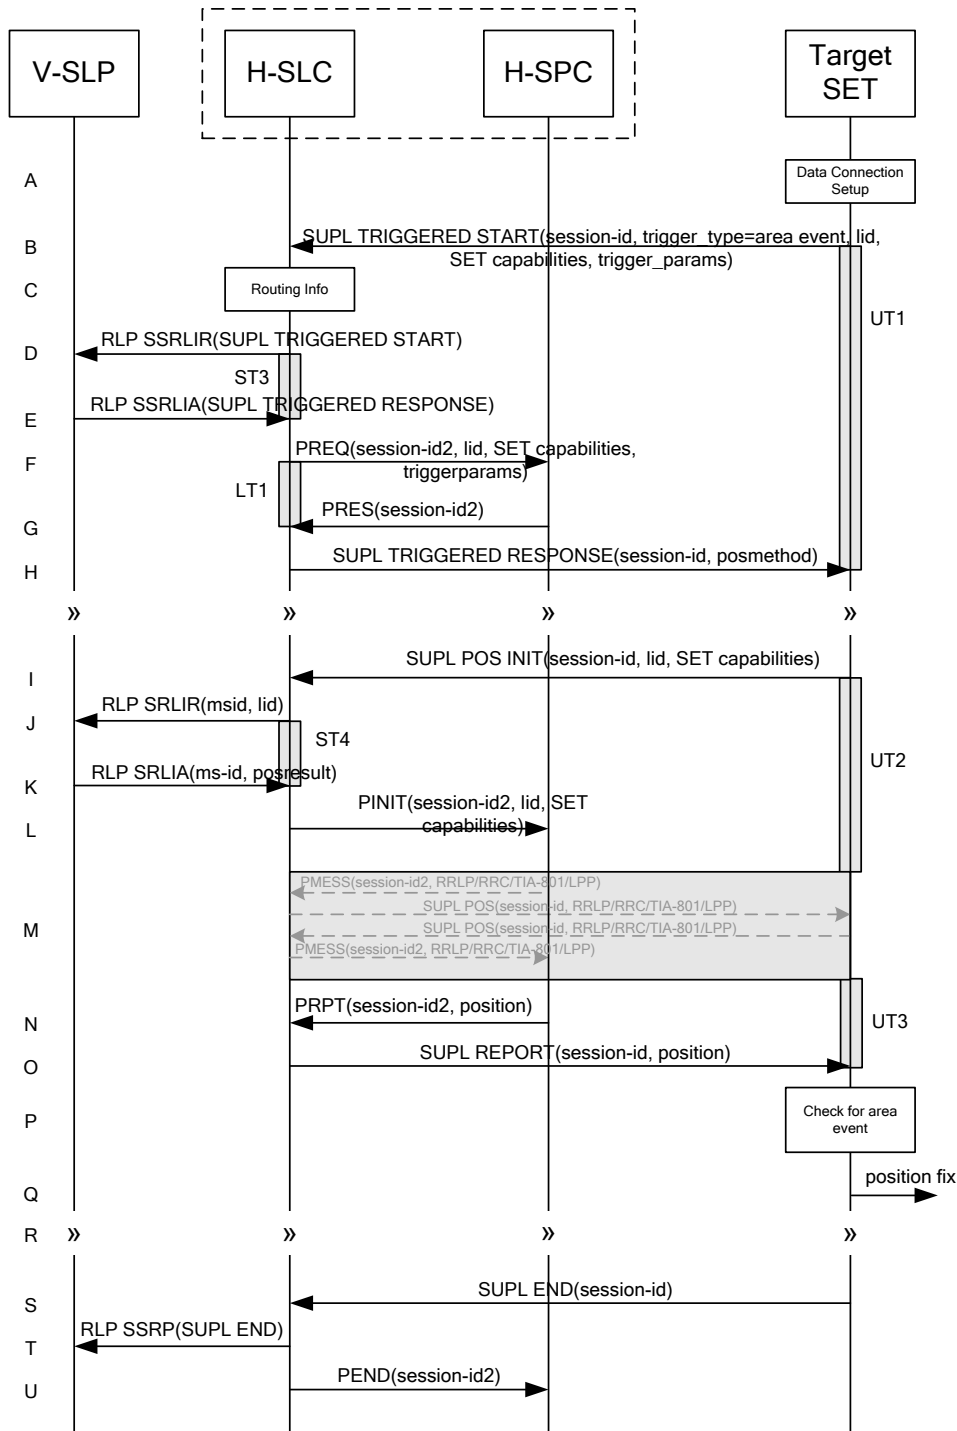 V-SLP
H-SLC
H-SPC
Target
SET
A
Data Connection
Setup
B
SUPL TRIGGERED START(session-id, trigger_type=area event, lid,
SET capabilities, trigger_params)
C
Routing Info
UT1
D
RLP SSRLIR(SUPL TRIGGERED START)
ST3
E
RLP SSRLIA(SUPL TRIGGERED RESPONSE)
F
PREQ(session-id2, lid, SET capabilities,
triggerparams)
LT1
G
PRES(session-id2)
H
SUPL TRIGGERED RESPONSE(session-id, posmethod)
» » » »
I
SUPL POS INIT(session-id, lid, SET capabilities)
J
RLP SRLIR(msid, lid)
ST4
UT2
K
RLP SRLIA(ms-id, posresult)
L
PINIT(session-id2, lid, SET
capabilities)
M
PMESS(session-id2, RRLP/RRC/TIA-801/LPP)
SUPL POS(session-id, RRLP/RRC/TIA-801/LPP)
SUPL POS(session-id, RRLP/RRC/TIA-801/LPP)
PMESS(session-id2, RRLP/RRC/TIA-801/LPP)
N
PRPT(session-id2, position)
UT3
O
SUPL REPORT(session-id, position)
P
Check for area
event
Q
position fix
R » » » »
S
SUPL END(session-id)
T
RLP SSRP(SUPL END)
U
PEND(session-id2)